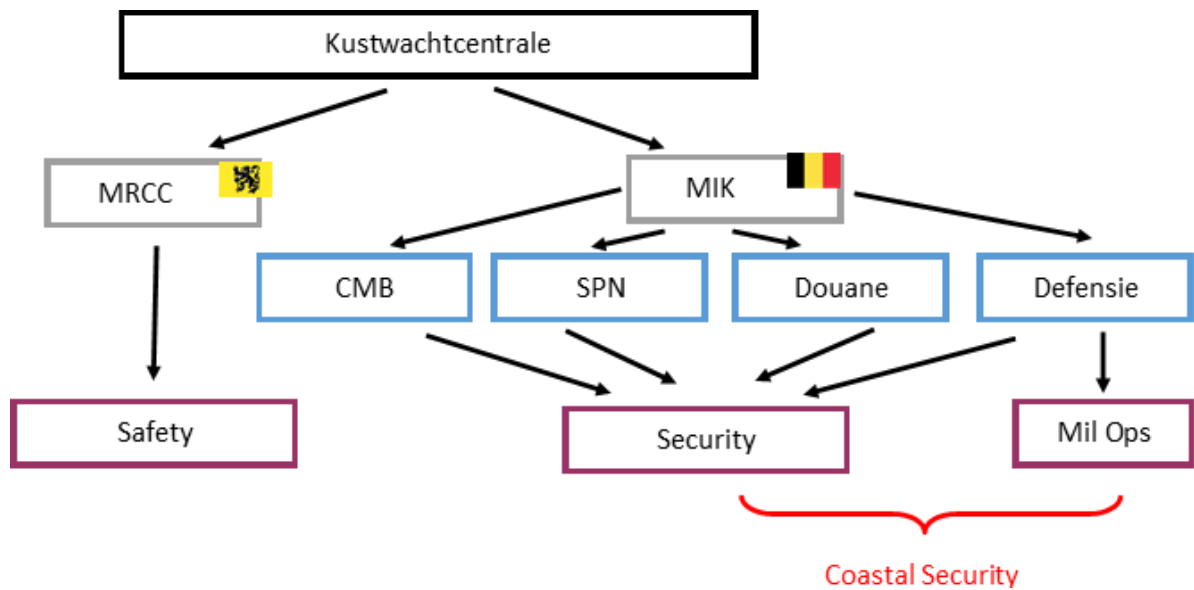 Kustwachtcentrale
MRCC
MIK
CMB
SPN
Douane
Defensie
Safety
Security
Mil Ops
Coastal Security